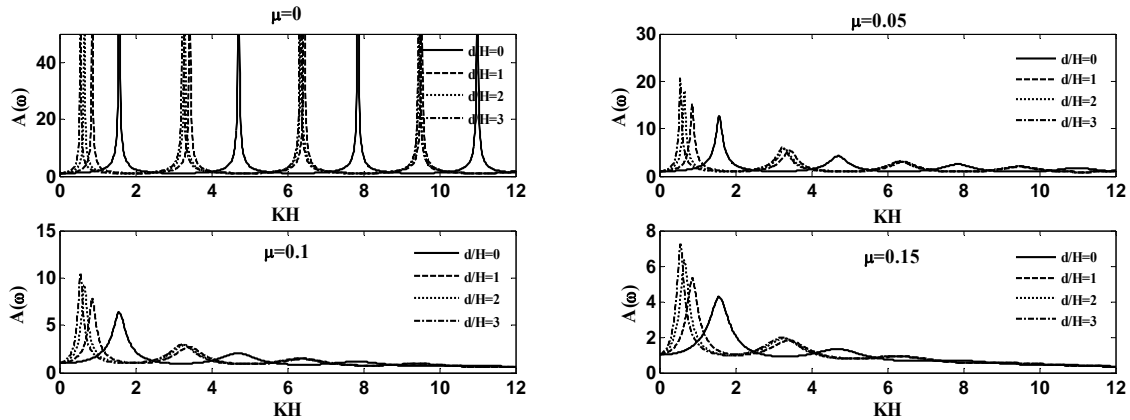 μ=0
50
40
20
0
A(ω)
d/H=0
d/H=1
d/H=2
d/H=3
0 2 4 6 8 10 12
KH
μ=0.05
30
20
10
0
A(ω)
d/H=0
d/H=1
d/H=2
d/H=3
0 2 4 6 8 10 12
KH
μ=0.1
15
10
5
0
A(ω)
d/H=0
d/H=1
d/H=2
d/H=3
0 2 4 6 8 10 12
KH
μ=0.15
8
6
4
2
0
A(ω)
d/H=0
d/H=1
d/H=2
d/H=3
0 2 4 6 8 10 12
KH